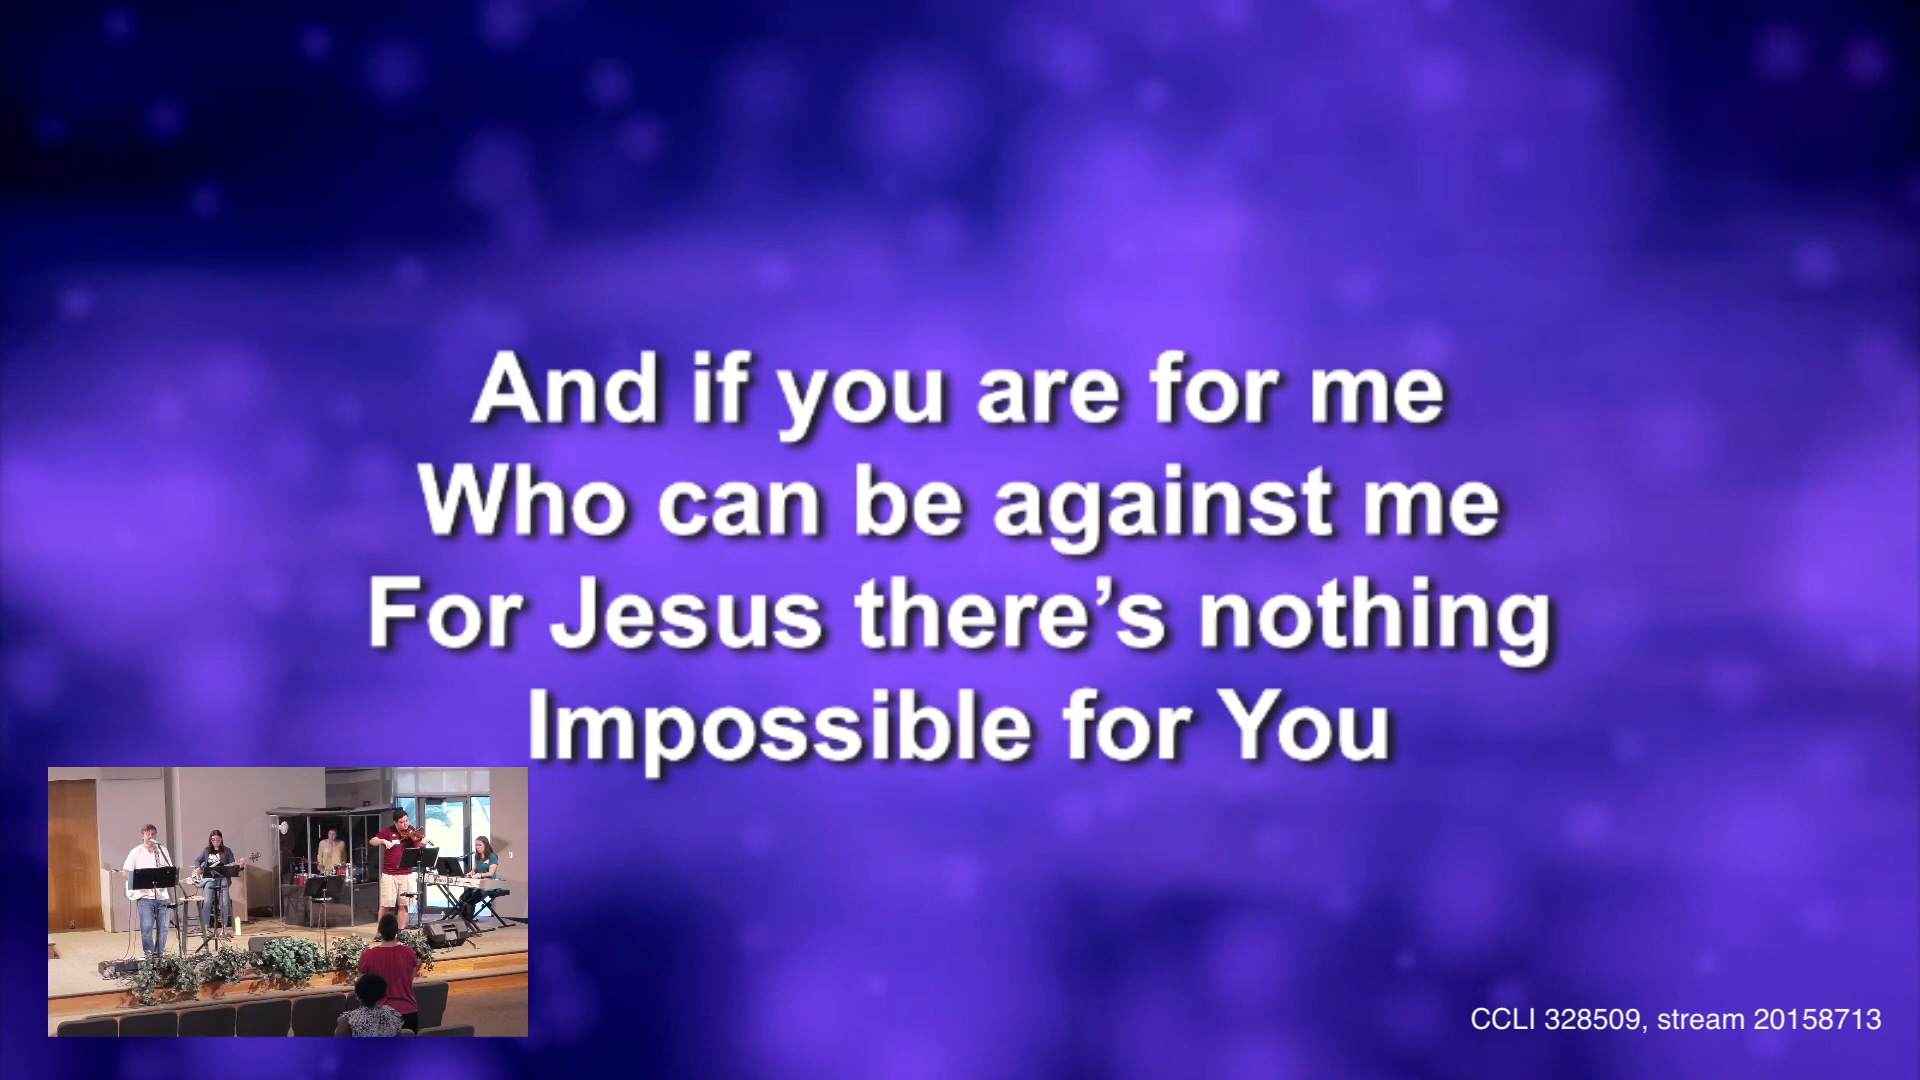 And if you are for me
Who can be against me
For Jesus there’s nothing
Impossible for You
CCLI 328509, stream 20158713